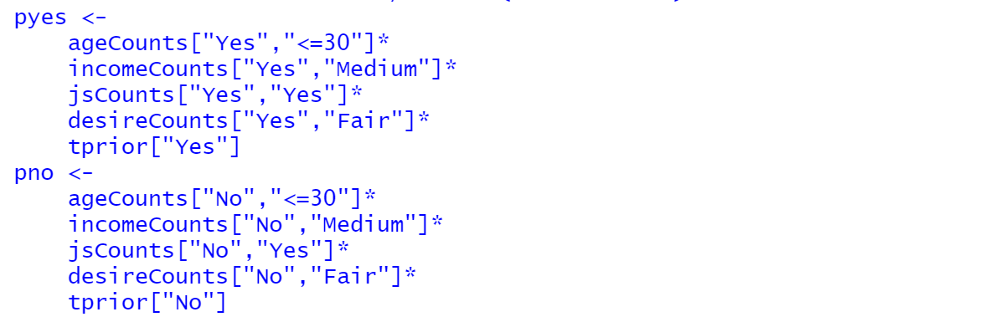 pyes <-
ageCounts["Yes","<=30"]*
incomeCounts["Yes","Medium"]*
jsCounts["Yes","Yes"]*
desireCounts["Yes","Fair"]*
tprior["Yes"]
pno <-
ageCounts["No","<=30"]*
incomeCounts["No","Medium"]*
jsCounts["No","Yes"]*
desireCounts["No","Fair"]*
tprior["No"]